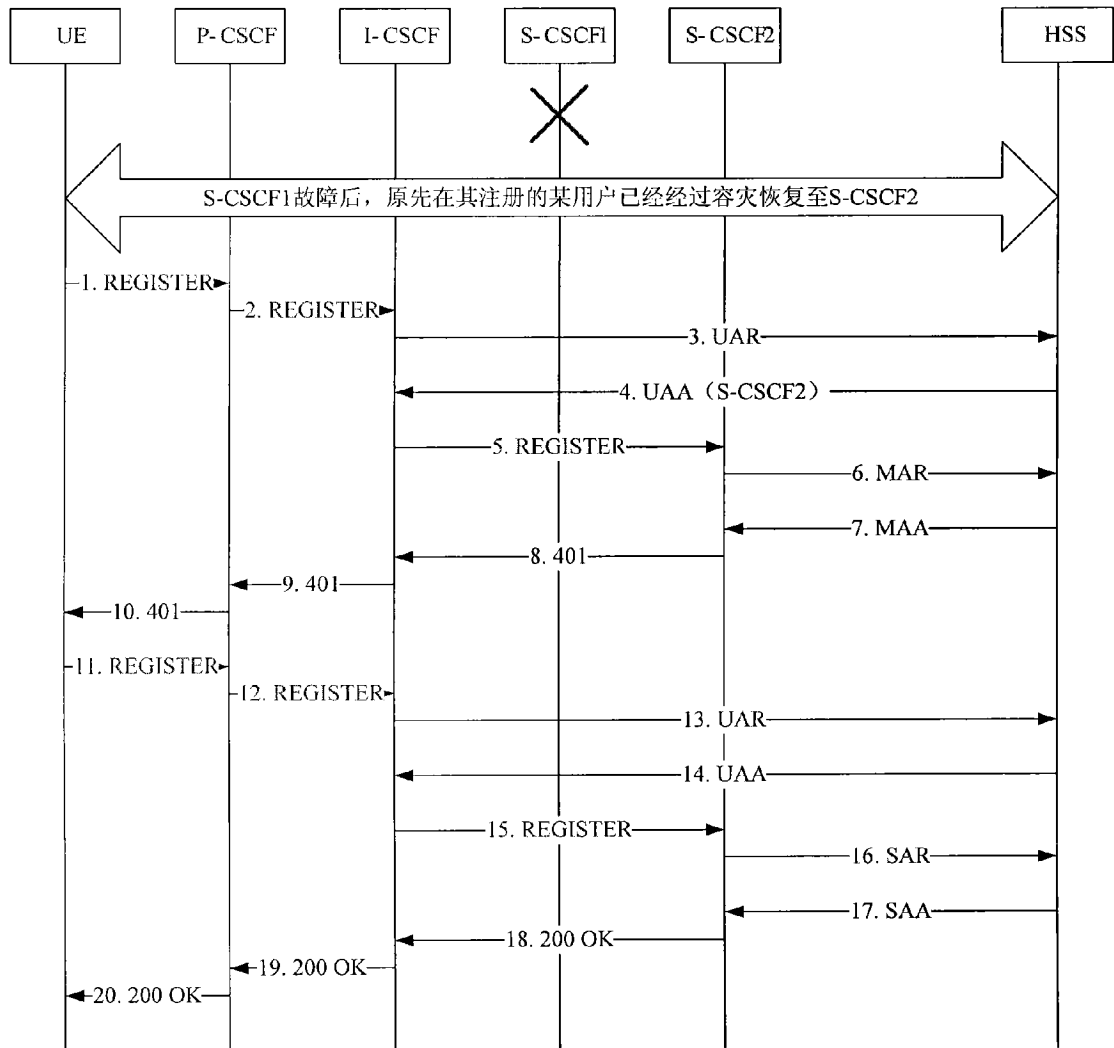 UE P-CSCF I-CSCF S-CSCF1 S-CSCF2 HSS
S-CSCF1故障后，原先在其注册的某用户已经经过容灾恢复至S-CSCF2
1. REGISTER
2. REGISTER
3. UAR
4. UAA（S-CSCF2）
5. REGISTER
6. MAR
7. MAA
8. 401
9. 401
10. 401
11. REGISTER
12. REGISTER
13. UAR
14. UAA
15. REGISTER
16. SAR
17. SAA
18. 200 OK
19. 200 OK
20. 200 OK